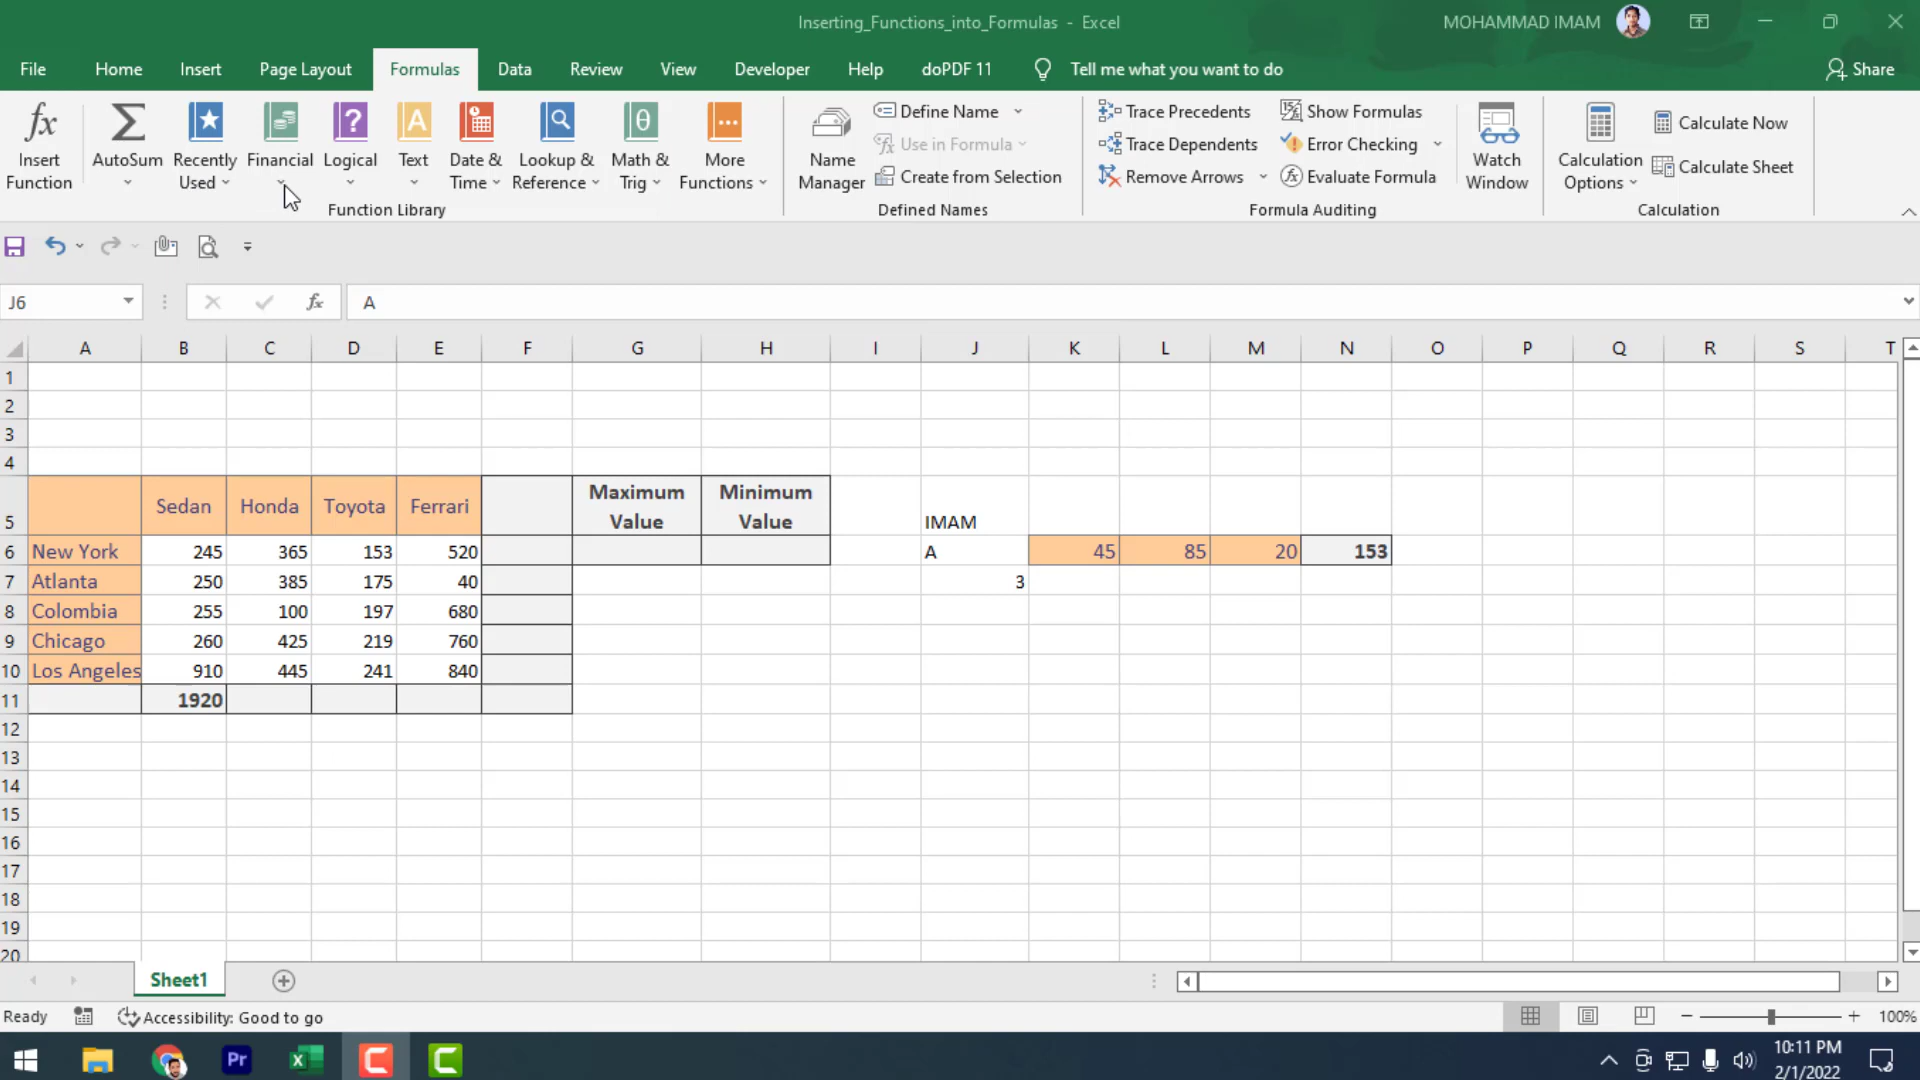 Inserting_Functions_into_Formulas - Excel
MOHAMMAD IMAM
File Home Insert Page Layout Formulas Data Review View Developer Help doPDF 11 Tell me what you want to do Share
fx Insert Function
AutoSum
Recently Used
Financial
Logical
Text
Date & Time
Lookup & Reference
Math & Trig
More Functions
Function Library
Name Manager
Define Name
Use in Formula
Create from Selection
Defined Names
Trace Precedents
Trace Dependents
Remove Arrows
Show Formulas
Error Checking
Evaluate Formula
Formula Auditing
Watch Window
Calculation Options
Calculate Now
Calculate Sheet
Calculation
J6 fx A
A B C D E F G H I J K L M N O P Q R S T
1
2
3
4
5 Sedan Honda Toyota Ferrari Maximum Value Minimum Value IMAM
6 New York 245 365 153 520 A 45 85 20 153
7 Atlanta 250 385 175 40 3
8 Colombia 255 100 197 680
9 Chicago 260 425 219 760
10 Los Angeles 910 445 241 840
11 1920
12
13
14
15
16
17
18
19
20
Sheet1
Ready Accessibility: Good to go 100%
Pr 10:11 PM
2/1/2022